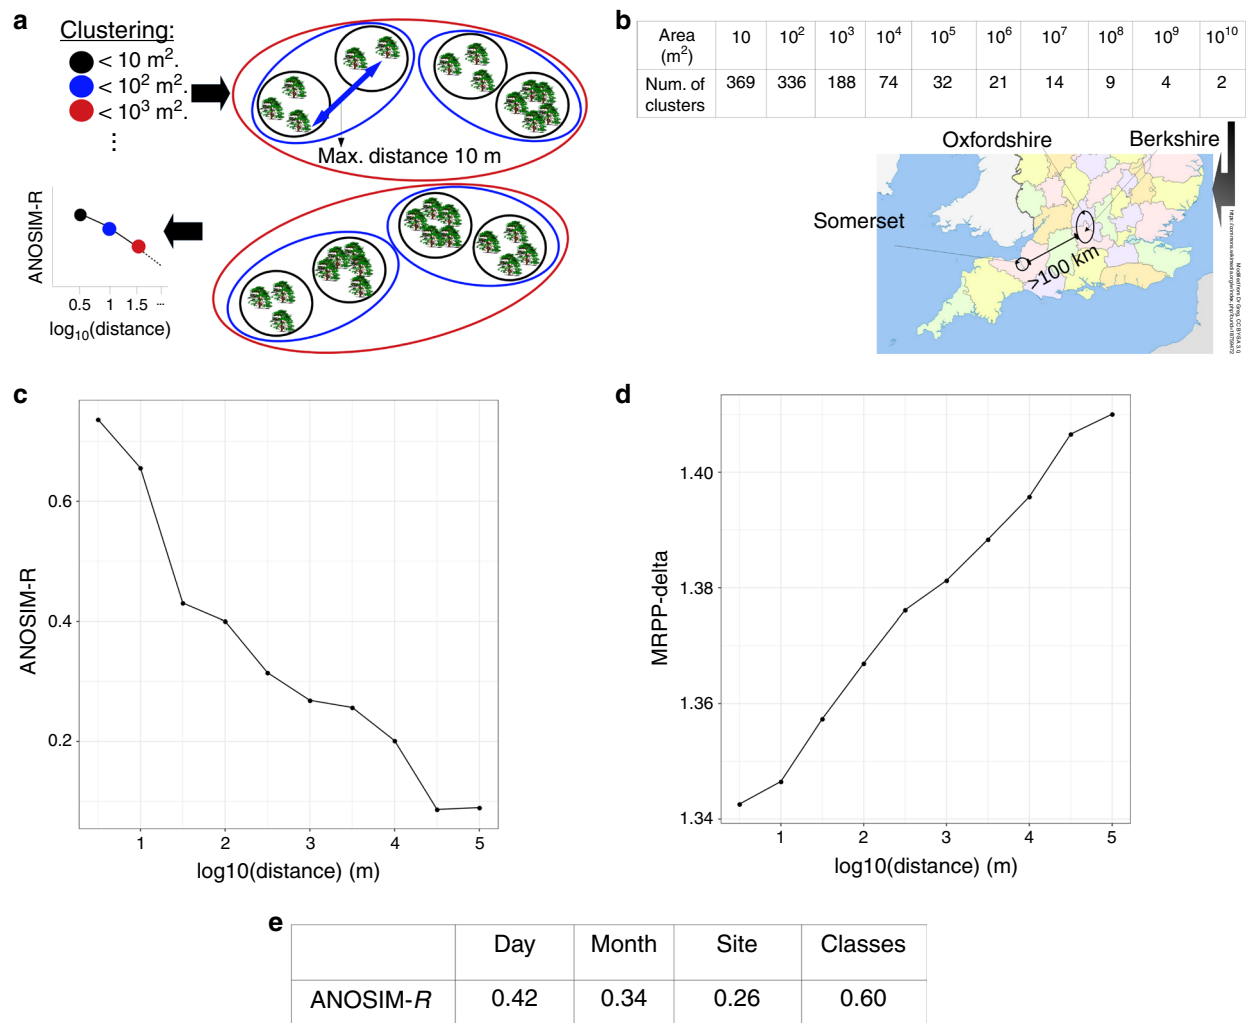 a
Clustering:
< 10 m².
< 10² m².
< 10³ m².
⋮
Max. distance 10 m
ANOSIM-R
0.5 1 1.5 ...
log₁₀(distance)
b
Area (m²) 10 10² 10³ 10⁴ 10⁵ 10⁶ 10⁷ 10⁸ 10⁹ 10¹⁰
Num. of clusters 369 336 188 74 32 21 14 9 4 2
Oxfordshire Berkshire
Somerset
>100 km
c
ANOSIM-R
0.6
0.4
0.2
1 2 3 4 5
log10(distance) (m)
d
MRPP-delta
1.40
1.38
1.36
1.34
1 2 3 4 5
log10(distance) (m)
e
Day Month Site Classes
ANOSIM-R 0.42 0.34 0.26 0.60